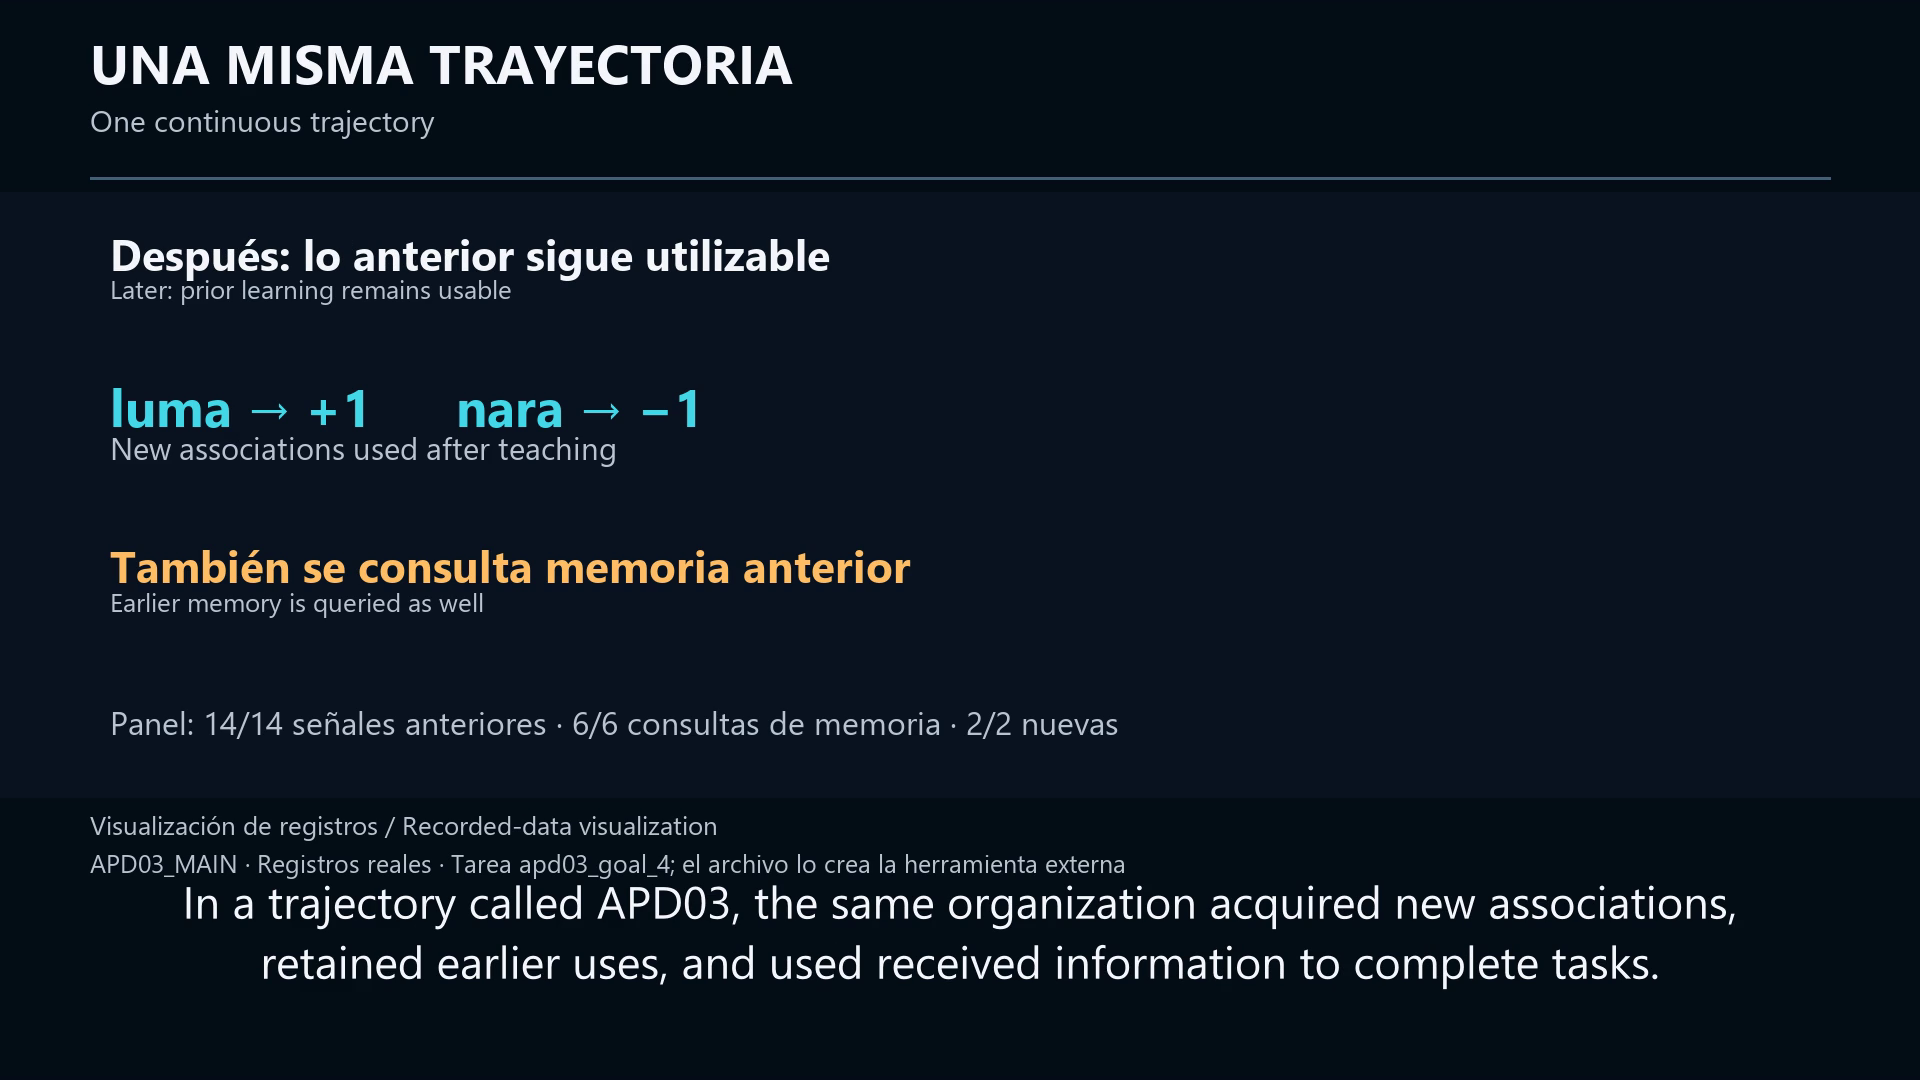 UNA MISMA TRAYECTORIA
One continuous trajectory
Después: lo anterior sigue utilizable
Later: prior learning remains usable
luma → +1 nara → −1
New associations used after teaching
También se consulta memoria anterior
Earlier memory is queried as well
Panel: 14/14 señales anteriores · 6/6 consultas de memoria · 2/2 nuevas
Visualización de registros / Recorded-data visualization
APD03_MAIN · Registros reales · Tarea apd03_goal_4; el archivo lo crea la herramienta externa
In a trajectory called APD03, the same organization acquired new associations,
retained earlier uses, and used received information to complete tasks.